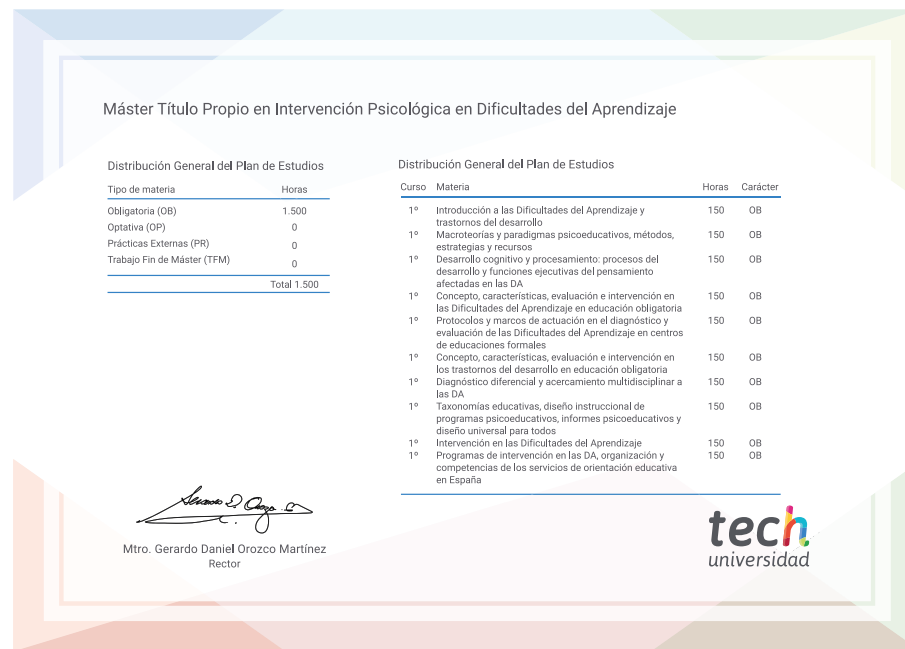 Máster Título Propio en Intervención Psicológica en Dificultades del Aprendizaje
Distribución General del Plan de Estudios
Tipo de materia Horas
Obligatoria (OB) 1.500
Optativa (OP) 0
Prácticas Externas (PR) 0
Trabajo Fin de Máster (TFM) 0
Total 1.500
Distribución General del Plan de Estudios
Curso Materia Horas Carácter
1º Introducción a las Dificultades del Aprendizaje y 150 OB
trastornos del desarrollo
1º Macroteorías y paradigmas psicoeducativos, métodos, 150 OB
estrategias y recursos
1º Desarrollo cognitivo y procesamiento: procesos del 150 OB
desarrollo y funciones ejecutivas del pensamiento
afectadas en las DA
1º Concepto, características, evaluación e intervención en 150 OB
las Dificultades del Aprendizaje en educación obligatoria
1º Protocolos y marcos de actuación en el diagnóstico y 150 OB
evaluación de las Dificultades del Aprendizaje en centros
de educaciones formales
1º Concepto, características, evaluación e intervención en 150 OB
los trastornos del desarrollo en educación obligatoria
1º Diagnóstico diferencial y acercamiento multidisciplinar a 150 OB
las DA
1º Taxonomías educativas, diseño instruccional de 150 OB
programas psicoeducativos, informes psicoeducativos y
diseño universal para todos
1º Intervención en las Dificultades del Aprendizaje 150 OB
1º Programas de intervención en las DA, organización y 150 OB
competencias de los servicios de orientación educativa
en España
Mtro. Gerardo Daniel Orozco Martínez
Rector
tech
universidad